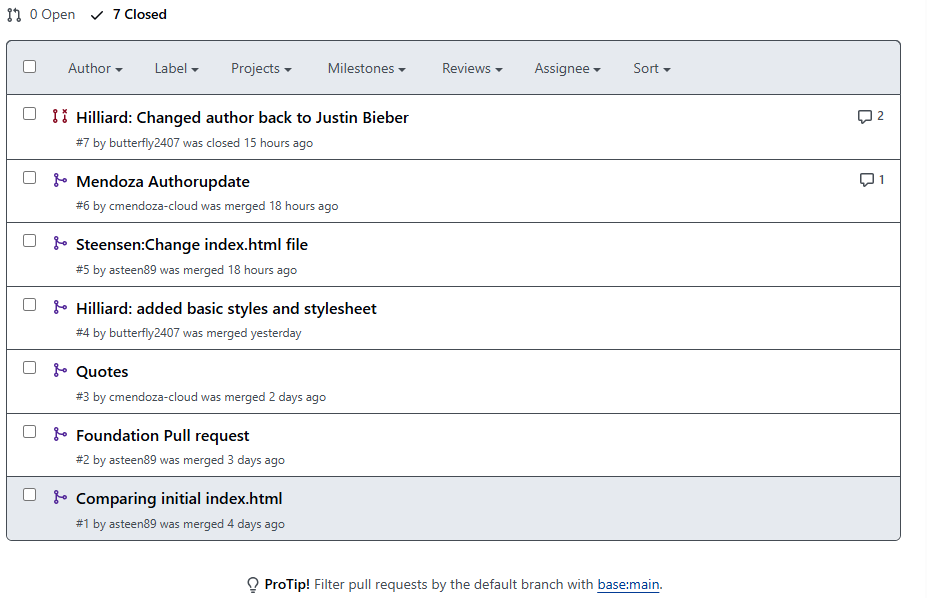 0 Open 7 Closed
Author Label Projects Milestones Reviews Assignee Sort
Hilliard: Changed author back to Justin Bieber 2
#7 by butterfly2407 was closed 15 hours ago
Mendoza Authorupdate 1
#6 by cmendoza-cloud was merged 18 hours ago
Steensen:Change index.html file
#5 by asteen89 was merged 18 hours ago
Hilliard: added basic styles and stylesheet
#4 by butterfly2407 was merged yesterday
Quotes
#3 by cmendoza-cloud was merged 2 days ago
Foundation Pull request
#2 by asteen89 was merged 3 days ago
Comparing initial index.html
#1 by asteen89 was merged 4 days ago
ProTip! Filter pull requests by the default branch with base:main.